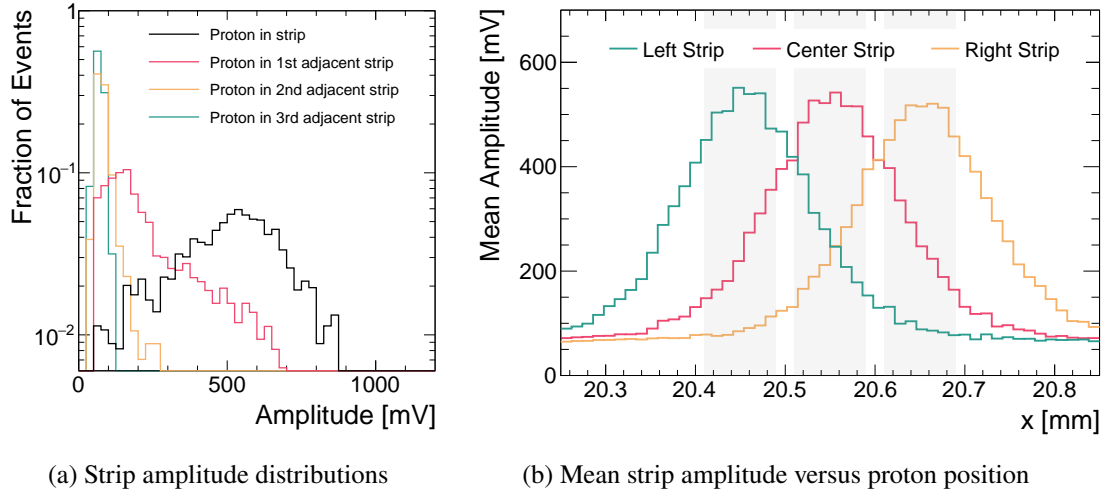 Fraction of Events
1
10⁻¹
10⁻²
Proton in strip
Proton in 1st adjacent strip
Proton in 2nd adjacent strip
Proton in 3rd adjacent strip
0 500 1000
Amplitude [mV]
(a) Strip amplitude distributions
Mean Amplitude [mV]
600
400
200
0
Left Strip Center Strip Right Strip
20.3 20.4 20.5 20.6 20.7 20.8
x [mm]
(b) Mean strip amplitude versus proton position